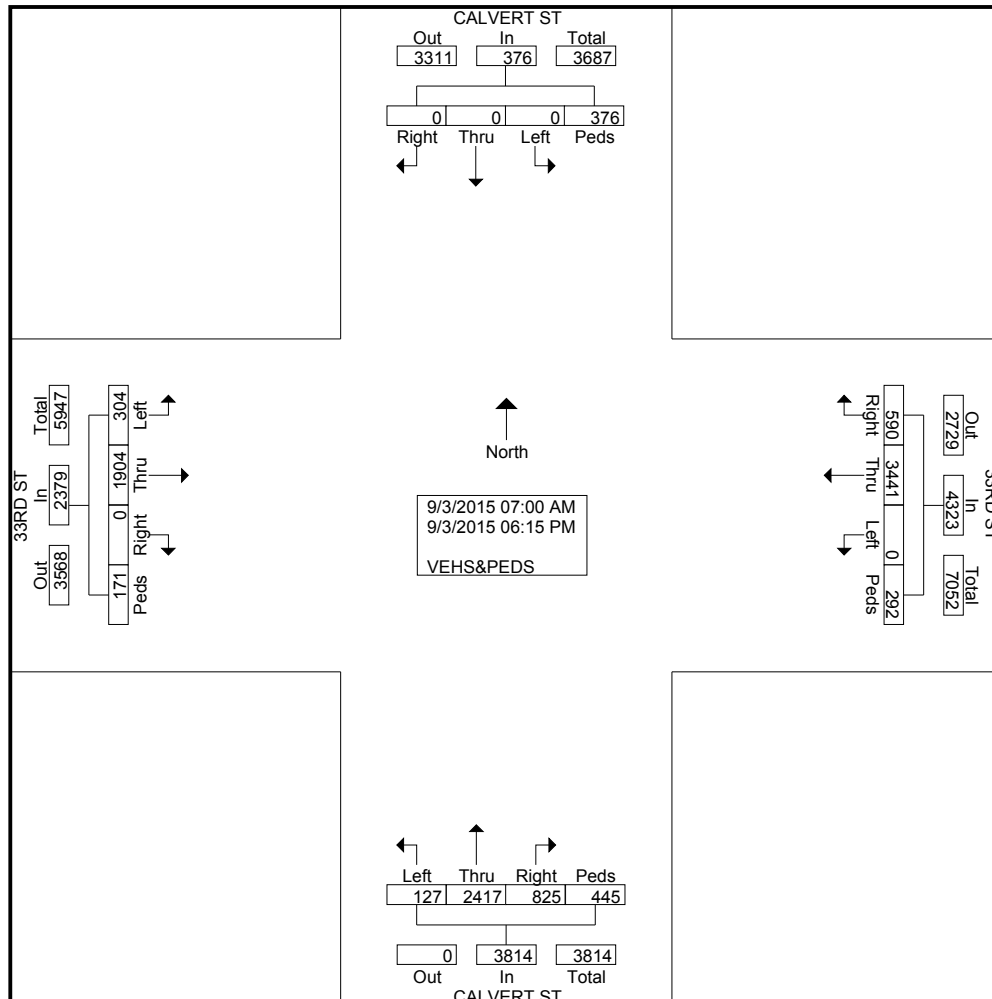 CALVERT ST
Out In Total
3311 376 3687
0 0 0 376
Right Thru Left Peds
33RD ST
Total In Out
5947 2379 3568
304 1904 0 171
Left Thru Right Peds
North
9/3/2015 07:00 AM
9/3/2015 06:15 PM
VEHS&PEDS
Right Thru Left Peds
590 3441 0 292
Out In Total
2729 4323 7052
33RD ST
Left Thru Right Peds
127 2417 825 445
0 3814 3814
Out In Total
CALVERT ST